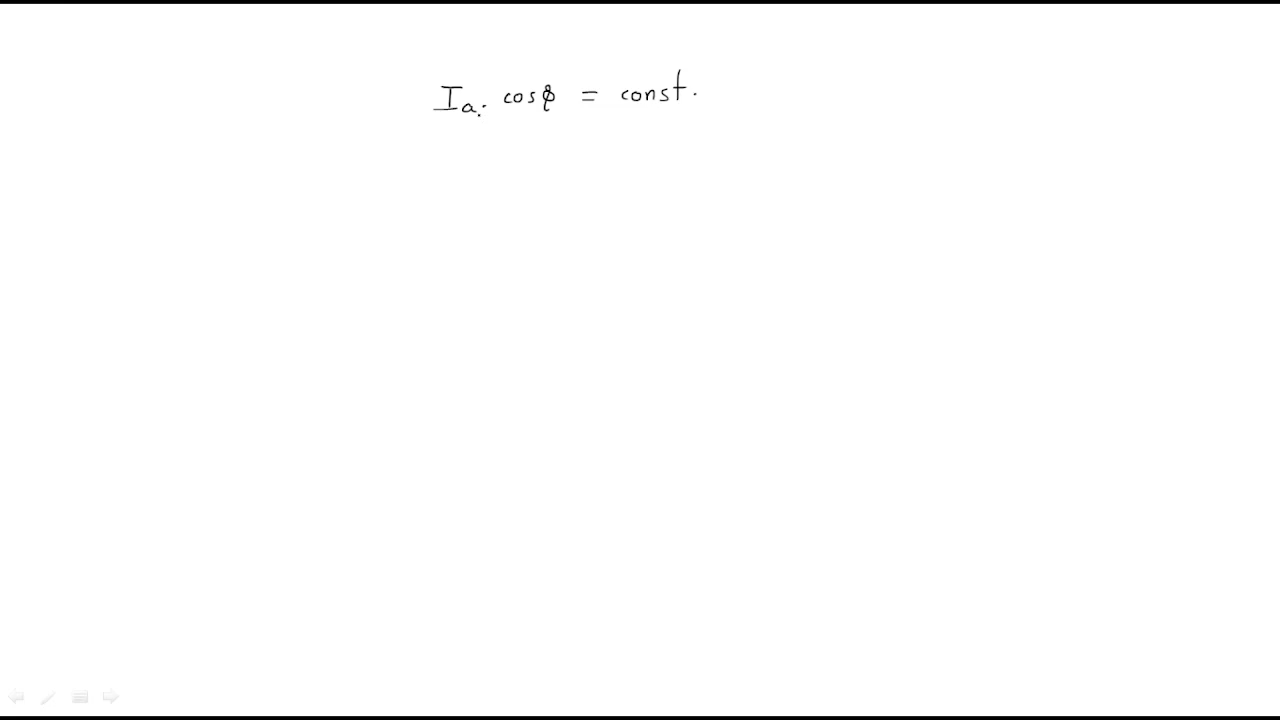 Ia. cosϕ = const.